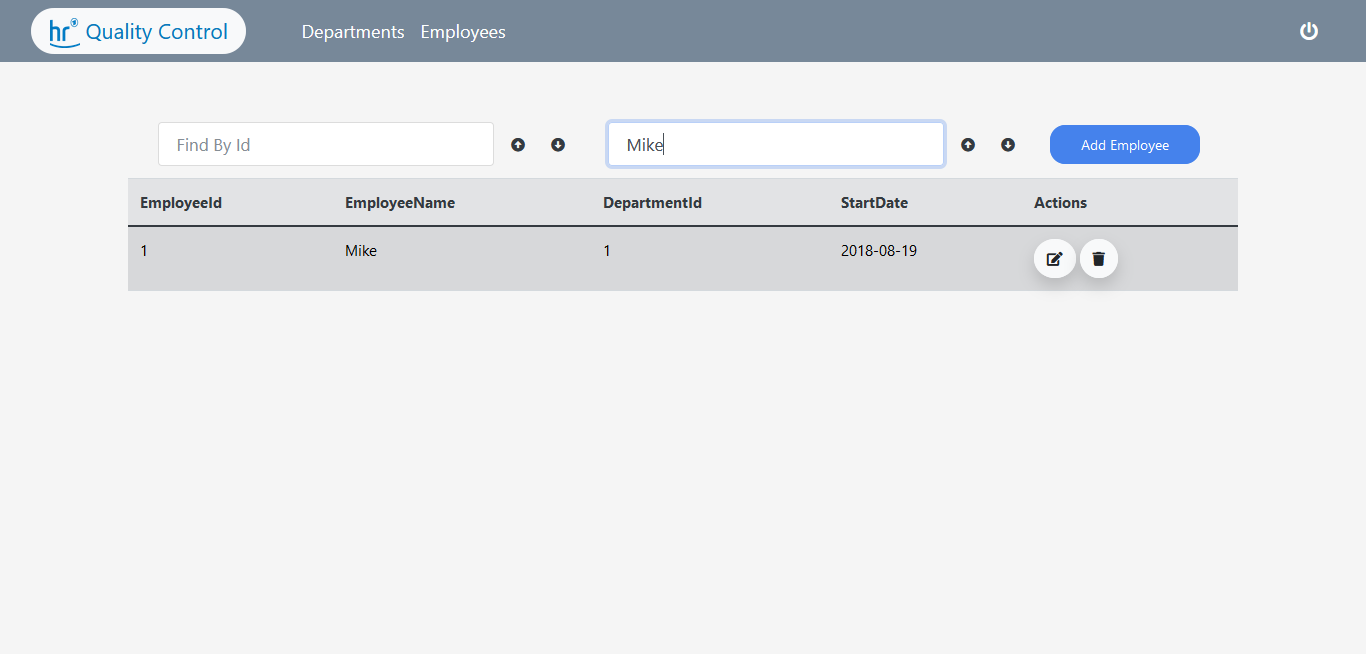 hr Quality Control Departments Employees
Find By Id Mike Add Employee
EmployeeId EmployeeName DepartmentId StartDate Actions
1 Mike 1 2018-08-19